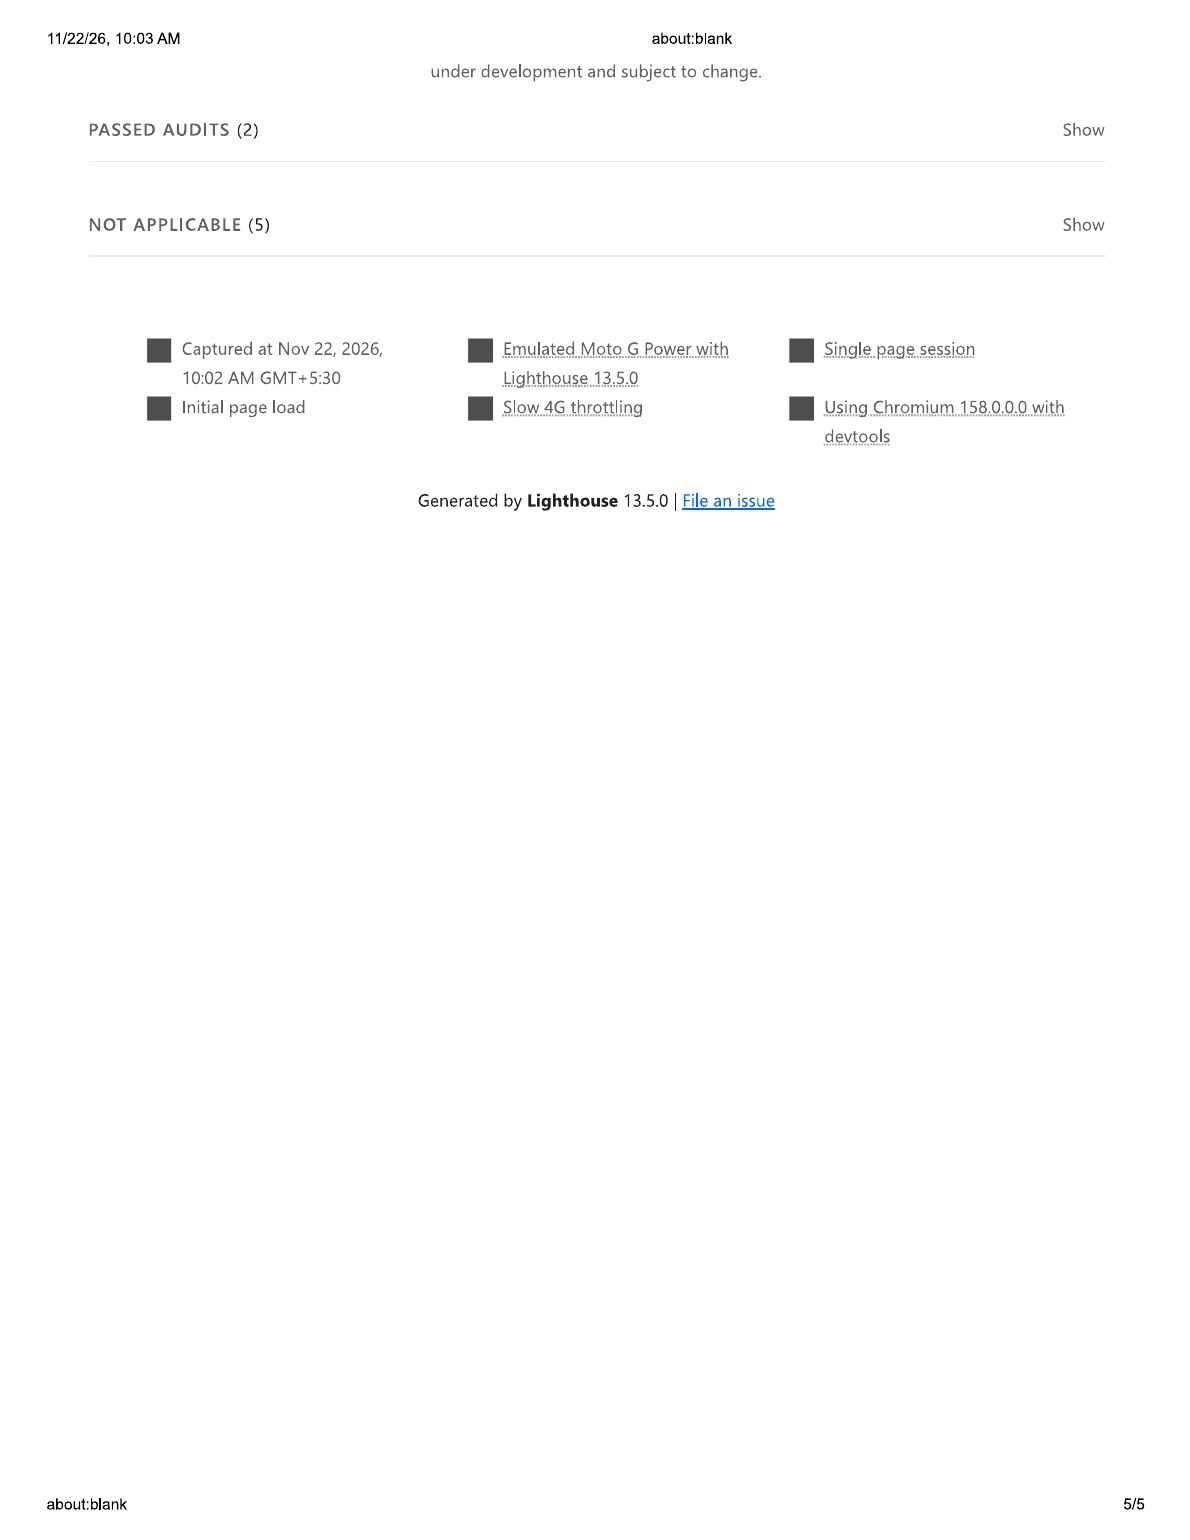 11/22/26, 10:03 AM about:blank
under development and subject to change.
PASSED AUDITS (2) Show
NOT APPLICABLE (5) Show
Captured at Nov 22, 2026,
10:02 AM GMT+5:30
Emulated Moto G Power with
Lighthouse 13.5.0
Single page session
Initial page load
Slow 4G throttling
Using Chromium 158.0.0.0 with
devtools
Generated by Lighthouse 13.5.0 | File an issue
about:blank 5/5